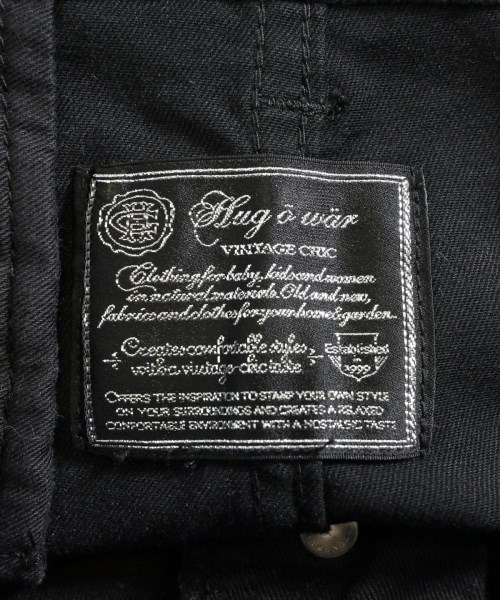 Hug ō wär
VINTAGE CHIC
Clothing for baby, kids and women
in natural materials. Old and new,
fabrics and clothes for your home & garden.
Creates comfortable styles
with a vintage-chic taste
Established
in
1999
OFFERS THE INSPIRATION TO STAMP YOUR OWN STYLE
ON YOUR SURROUNDINGS AND CREATES A RELAXED
COMFORTABLE ENVIRONMENT WITH A NOSTALSIC TASTE